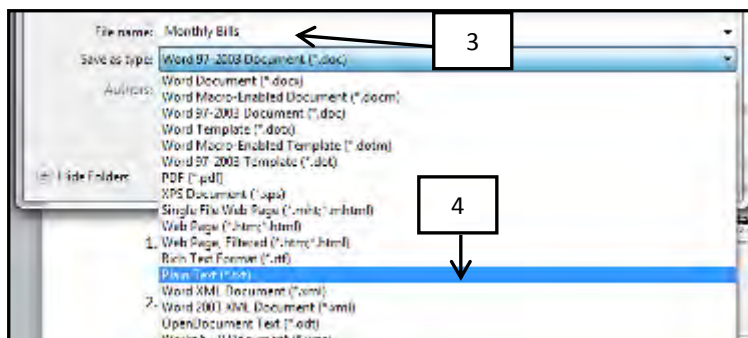 File name: Monthly Bills
3
Save as type: Word 97-2003 Document (*.doc)
Authors:
Word Document (*.docx)
Word Macro-Enabled Document (*.docm)
Word 97-2003 Document (*.doc)
Word Template (*.dotx)
Word Macro-Enabled Template (*.dotm)
Word 97-2003 Template (*.dot)
Hide Folders
PDF (*.pdf)
XPS Document (*.xps)
Single File Web Page (*.mht;*.mhtml)
4
Web Page (*.htm;*.html)
1. Web Page, Filtered (*.htm;*.html)
Rich Text Format (*.rtf)
Plain Text (*.txt)
Word XML Document (*.xml)
2. Word 2003 XML Document (*.xml)
OpenDocument Text (*.odt)